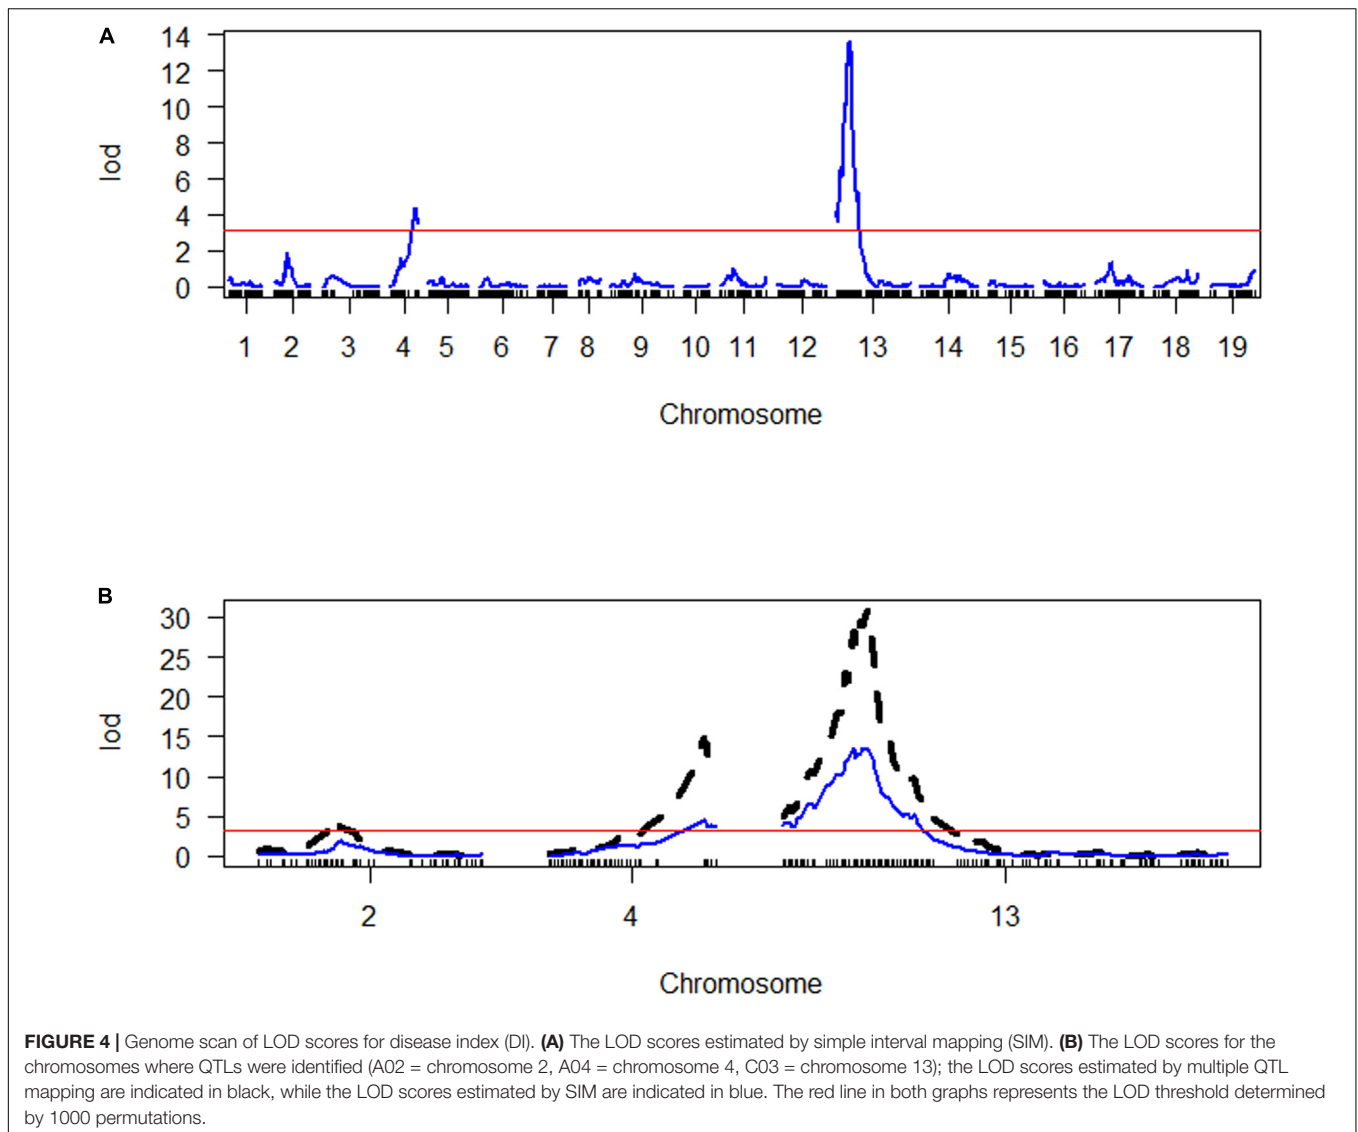 A
14
12
10
8
6
4
2
0
lod
1 2 3 4 5 6 7 8 9 10 11 12 13 14 15 16 17 18 19
Chromosome
B
30
25
20
15
10
5
0
lod
2 4 13
Chromosome
FIGURE 4 | Genome scan of LOD scores for disease index (DI). (A) The LOD scores estimated by simple interval mapping (SIM). (B) The LOD scores for the
chromosomes where QTLs were identified (A02 = chromosome 2, A04 = chromosome 4, C03 = chromosome 13); the LOD scores estimated by multiple QTL
mapping are indicated in black, while the LOD scores estimated by SIM are indicated in blue. The red line in both graphs represents the LOD threshold determined
by 1000 permutations.